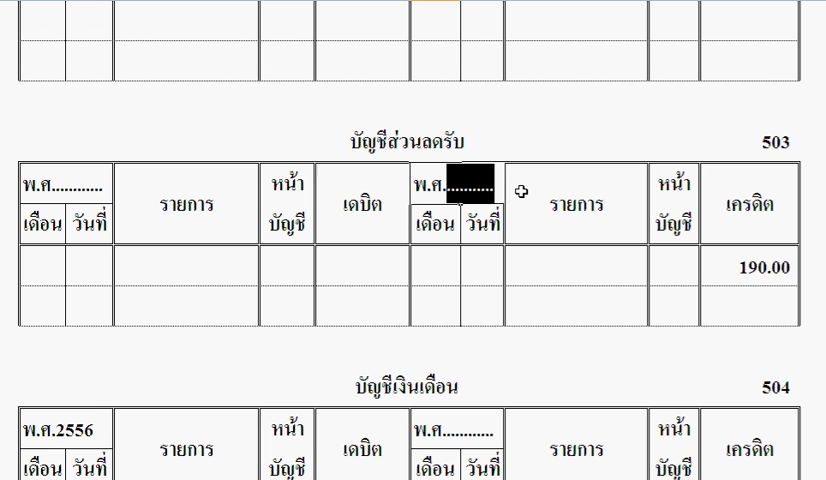 บัญชีส่วนลดรับ 503
พ.ศ............ รายการ หน้า เดบิต พ.ศ............ รายการ หน้า เครดิต
เดือน วันที่ บัญชี เดือน วันที่ บัญชี
190.00
บัญชีเงินเดือน 504
พ.ศ.2556 รายการ หน้า เดบิต พ.ศ............ รายการ หน้า เครดิต
เดือน วันที่ บัญชี เดือน วันที่ บัญชี